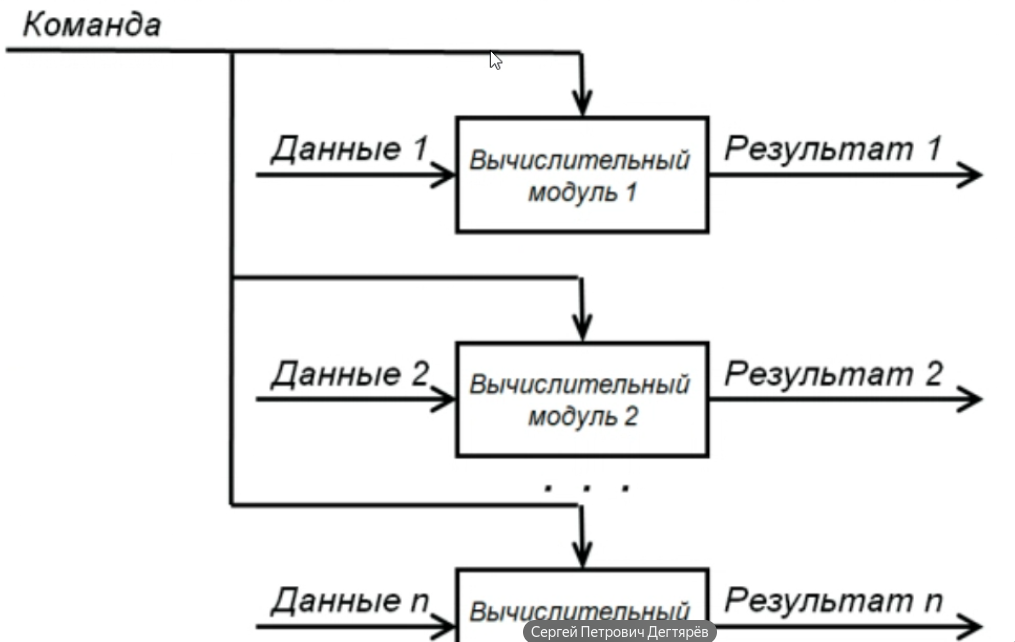 Команда
Данные 1
Вычислительный
модуль 1
Результат 1
Данные 2
Вычислительный
модуль 2
Результат 2
. . .
Данные n
Вычислительный
Результат n
Сергей Петрович Дегтярёв